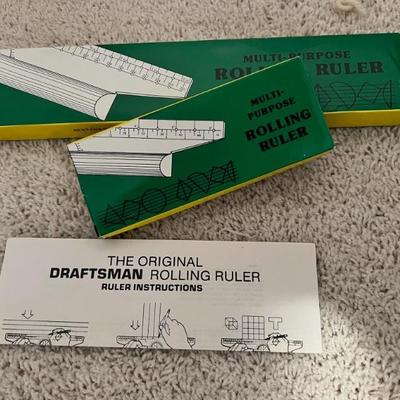 MULTI-PURPOSE
ROLLING RULER
MULTI-
PURPOSE
ROLLING
RULER
THE ORIGINAL
DRAFTSMAN ROLLING RULER
RULER INSTRUCTIONS